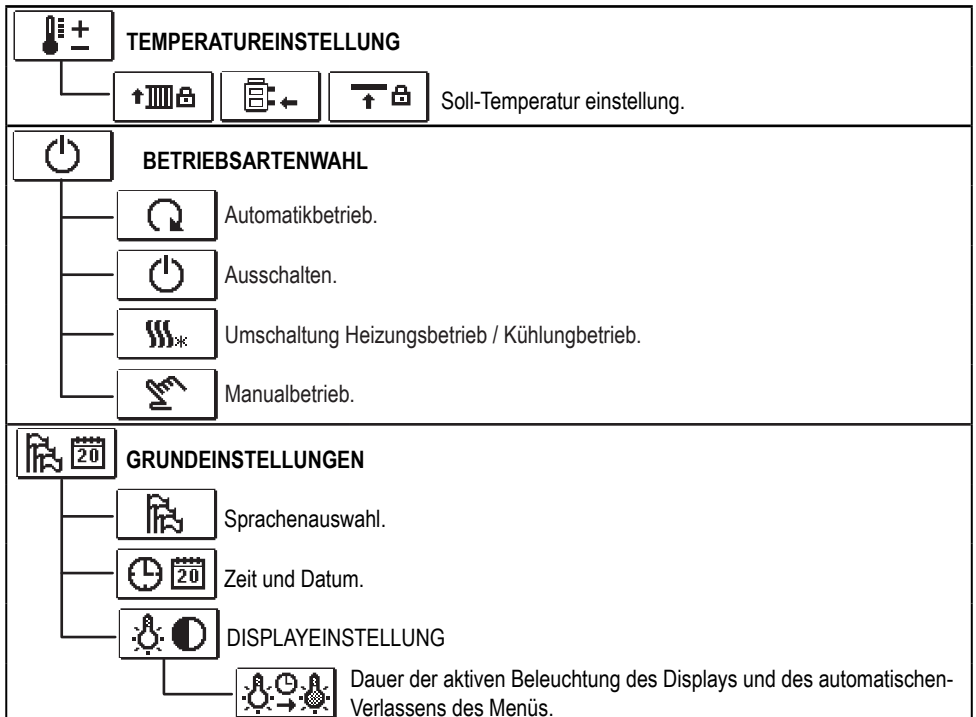 TEMPERATUREINSTELLUNG
Soll-Temperatur einstellung.
BETRIEBSARTENWAHL
Automatikbetrieb.
Ausschalten.
Umschaltung Heizungsbetrieb / Kühlungbetrieb.
Manualbetrieb.
20 GRUNDEINSTELLUNGEN
Sprachenauswahl.
20 Zeit und Datum.
DISPLAYEINSTELLUNG
Dauer der aktiven Beleuchtung des Displays und des automatischen-
Verlassens des Menüs.